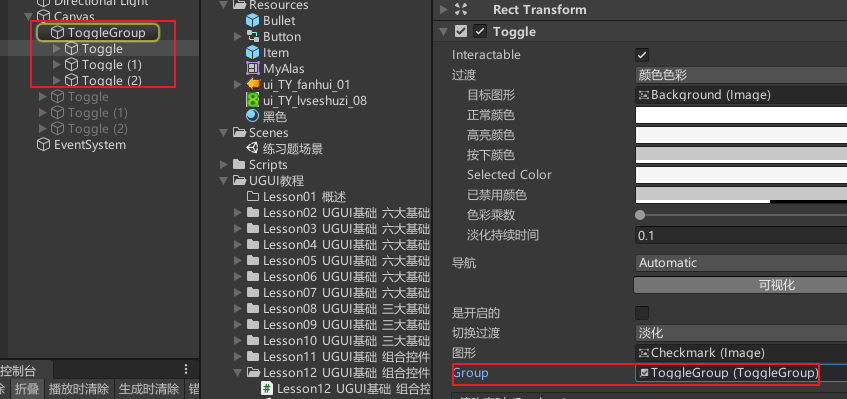 Directional Light
Canvas
ToggleGroup
Toggle
Toggle (1)
Toggle (2)
Toggle
Toggle (1)
Toggle (2)
EventSystem
控制台
折叠
播放时清除
生成时清除
错
Resources
Bullet
Button
Item
MyAlas
ui_TY_fanhui_01
ui_TY_lvseshuzi_08
黑色
Scenes
练习题场景
Scripts
UGUI教程
Lesson01 概述
Lesson02 UGUI基础 六大基础
Lesson03 UGUI基础 六大基础
Lesson04 UGUI基础 六大基础
Lesson05 UGUI基础 六大基础
Lesson06 UGUI基础 六大基础
Lesson07 UGUI基础 六大基础
Lesson08 UGUI基础 三大基础
Lesson09 UGUI基础 三大基础
Lesson10 UGUI基础 三大基础
Lesson11 UGUI基础 组合控件
Lesson12 UGUI基础 组合控件
Lesson12 UGUI基础 组合控
Rect Transform
Toggle
Interactable
过渡 颜色色彩
目标图形 Background (Image)
正常颜色
高亮颜色
按下颜色
Selected Color
已禁用颜色
色彩乘数
淡化持续时间 0.1
导航 Automatic
可视化
是开启的
切换过渡 淡化
图形 Checkmark (Image)
Group ToggleGroup (ToggleGroup)